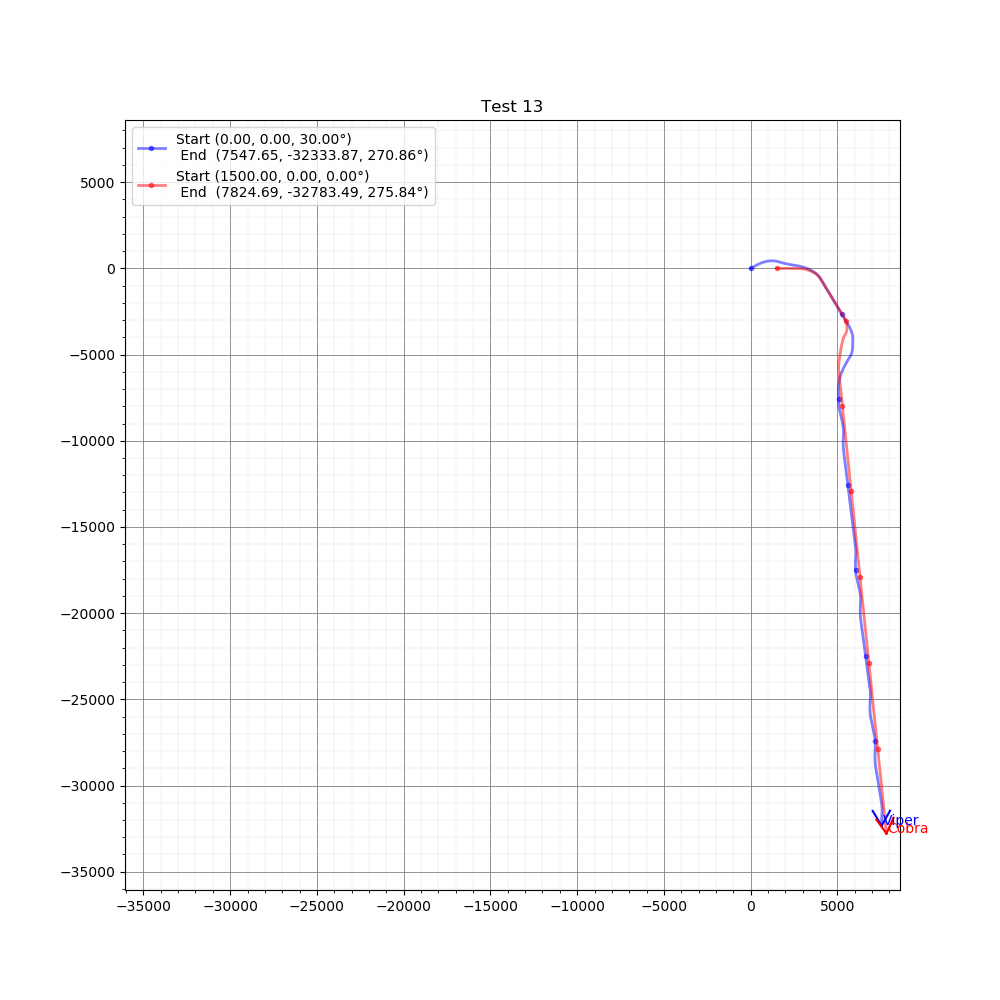 Test 13
Start (0.00, 0.00, 30.00°)
End (7547.65, -32333.87, 270.86°)
Start (1500.00, 0.00, 0.00°)
End (7824.69, -32783.49, 275.84°)
5000
0
−5000
−10000
−15000
−20000
−25000
−30000
−35000
Viper
Cobra
−35000 −30000 −25000 −20000 −15000 −10000 −5000 0 5000